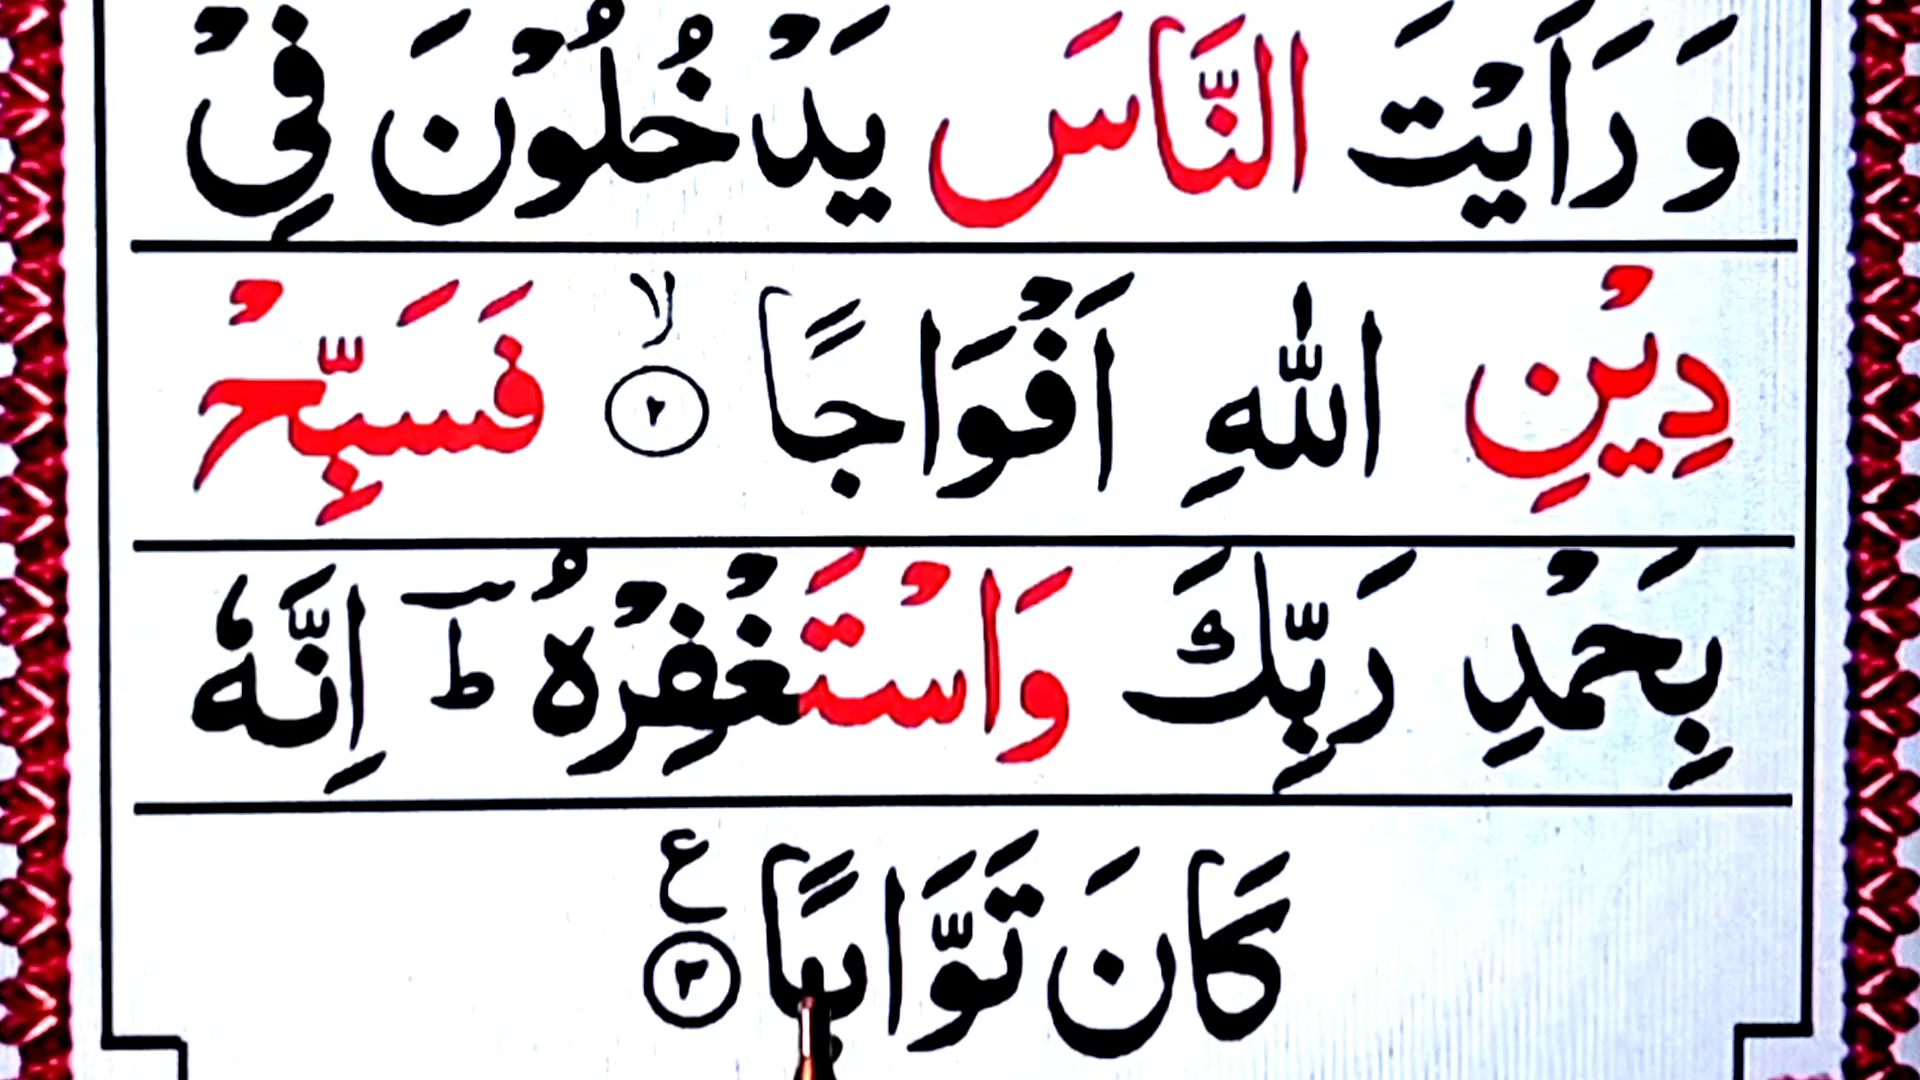 وَ رَاَیْتَ النَّاسَ یَدْخُلُوْنَ فِیْ
دِیْنِ اللّٰهِ اَفْوَاجًا ۙ﴿۲﴾ فَسَبِّحْ
بِحَمْدِ رَبِّكَ وَاسْتَغْفِرْهُ ؔؕ اِنَّهٗ
كَانَ تَوَّابًا ﴿۳﴾ ع